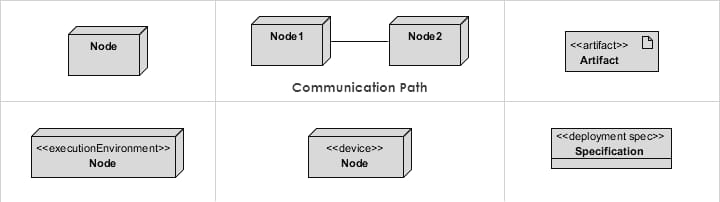 Node
Node1
Node2
Communication Path
<<artifact>>
Artifact
<<executionEnvironment>>
Node
<<device>>
Node
<<deployment spec>>
Specification